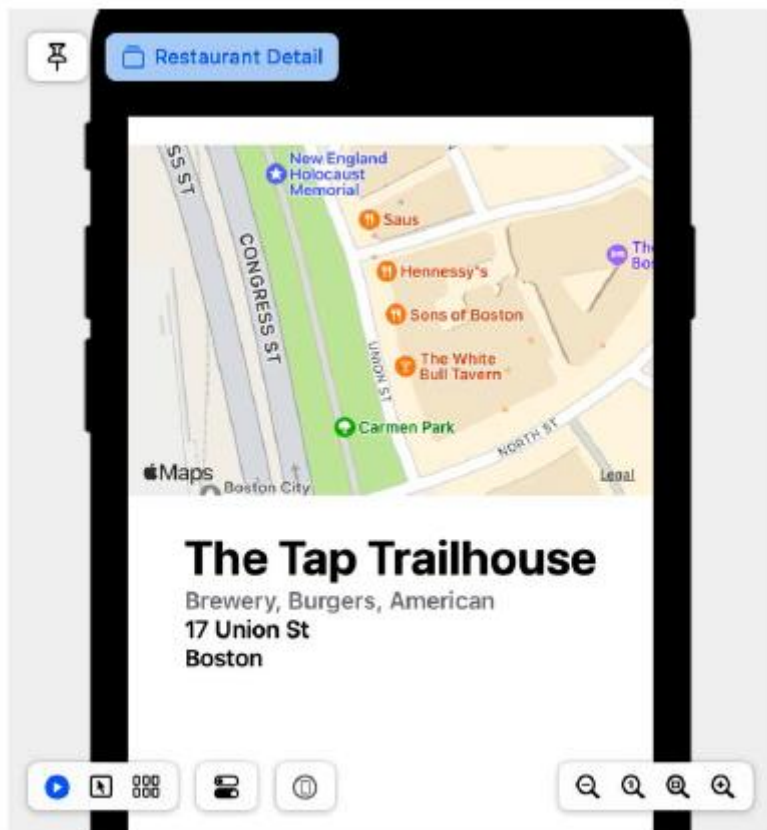 Restaurant Detail
SS ST
New England
Holocaust
Memorial
Saus
CONGRESS ST
Hennessy's
Sons of Boston
The White
Bull Tavern
UNION ST
Carmen Park
NORTH ST
Maps
Legal
Boston City
The Tap Trailhouse
Brewery, Burgers, American
17 Union St
Boston